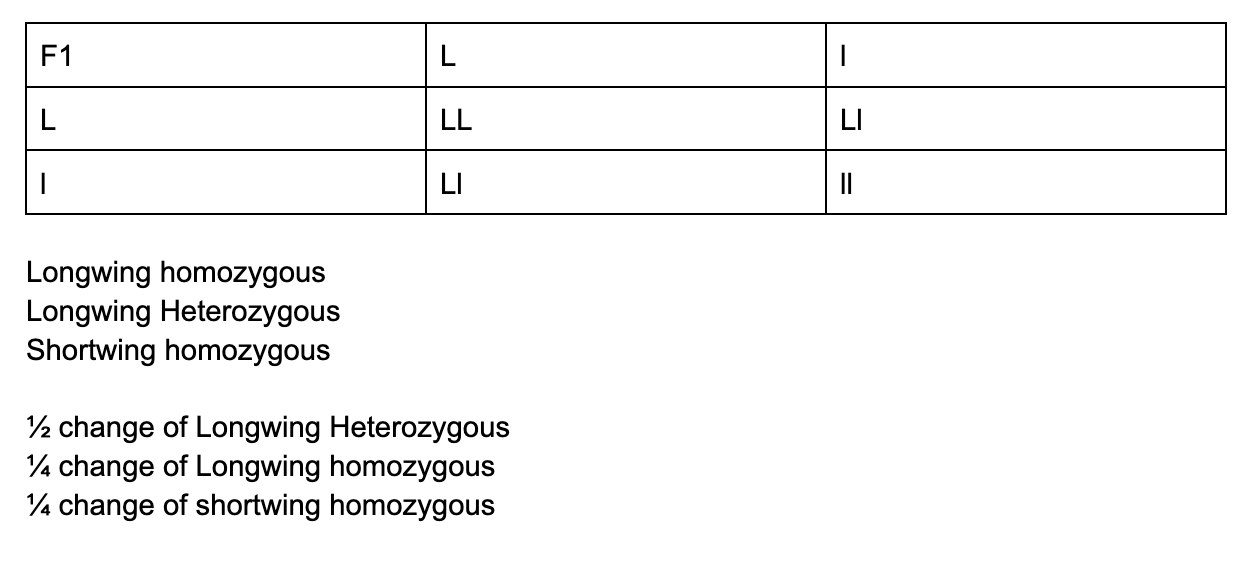 F1 L l
L LL Ll
l Ll ll
Longwing homozygous
Longwing Heterozygous
Shortwing homozygous
½ change of Longwing Heterozygous
¼ change of Longwing homozygous
¼ change of shortwing homozygous